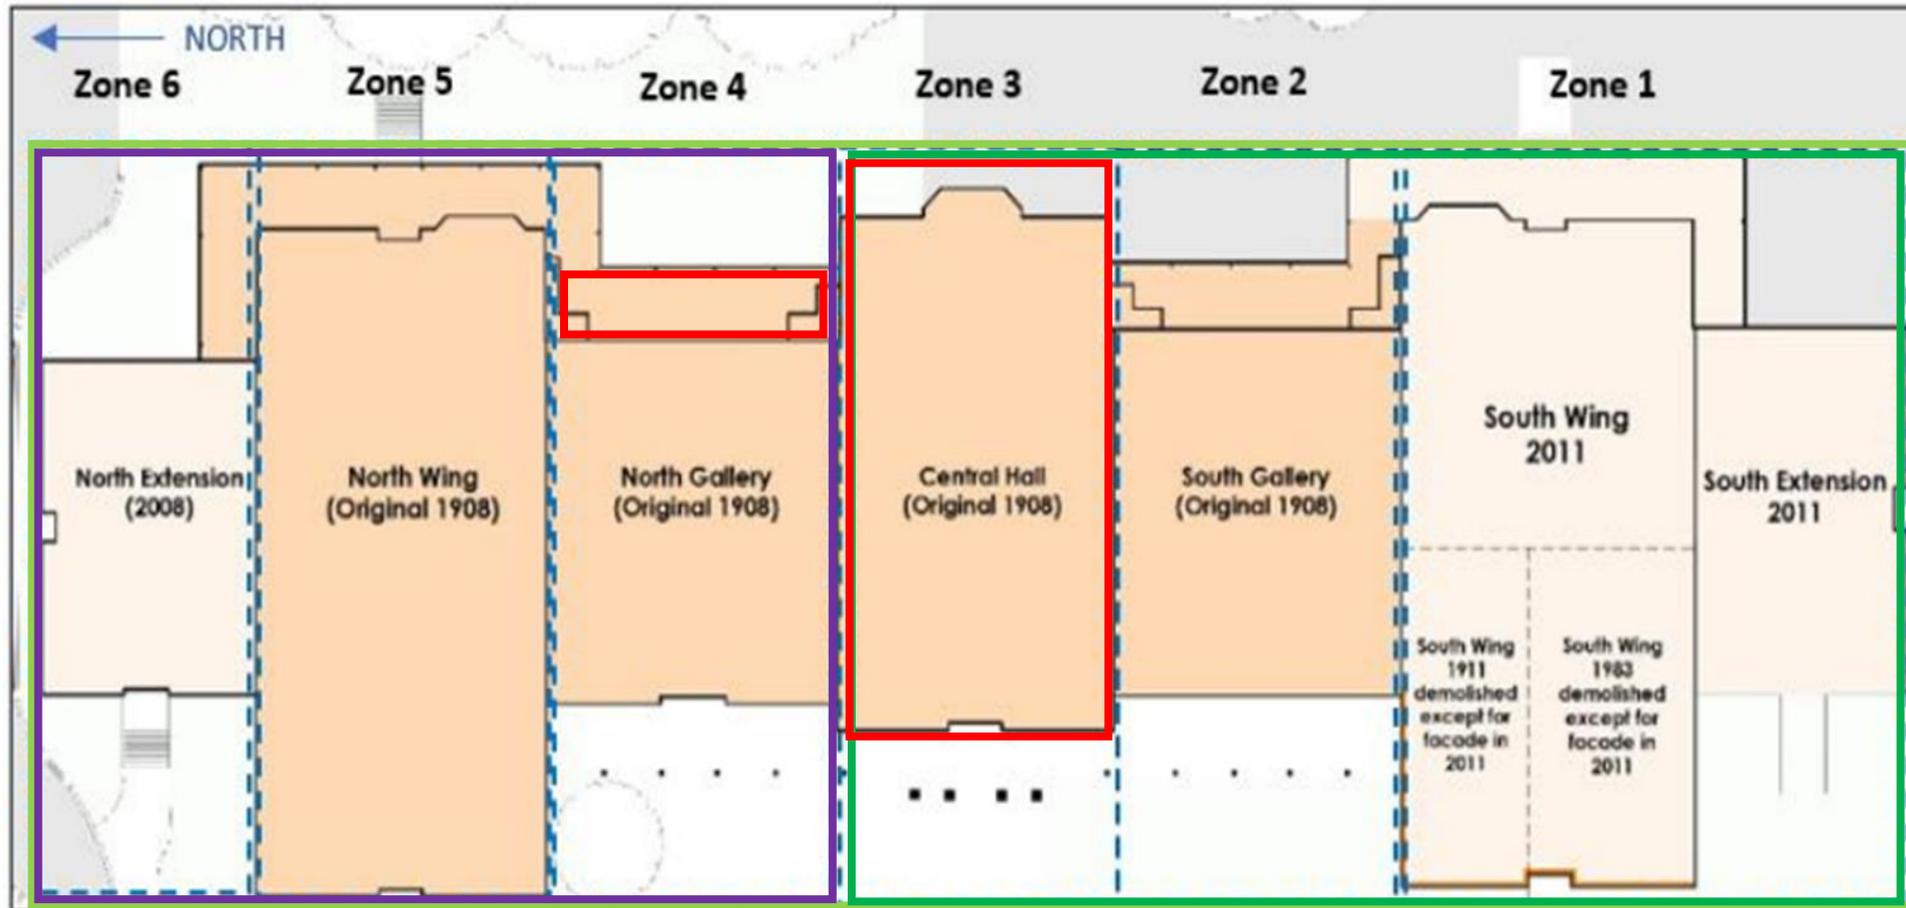 NORTH
Zone 6
Zone 5
Zone 4
Zone 3
Zone 2
Zone 1
North Extension
(2008)
North Wing
(Original 1908)
North Gallery
(Original 1908)
Central Hall
(Original 1908)
South Gallery
(Original 1908)
South Wing
2011
South Extension
2011
South Wing
1911
demolished
except for
facade in
2011
South Wing
1983
demolished
except for
facade in
2011